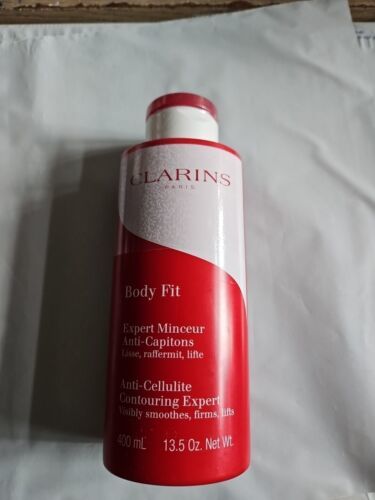 CLARINS
PARIS
Body Fit
Expert Minceur
Anti-Capitons
Lisse, raffermit, lifte
Anti-Cellulite
Contouring Expert
Visibly smoothes, firms, lifts
400 mL 13.5 Oz. Net Wt.